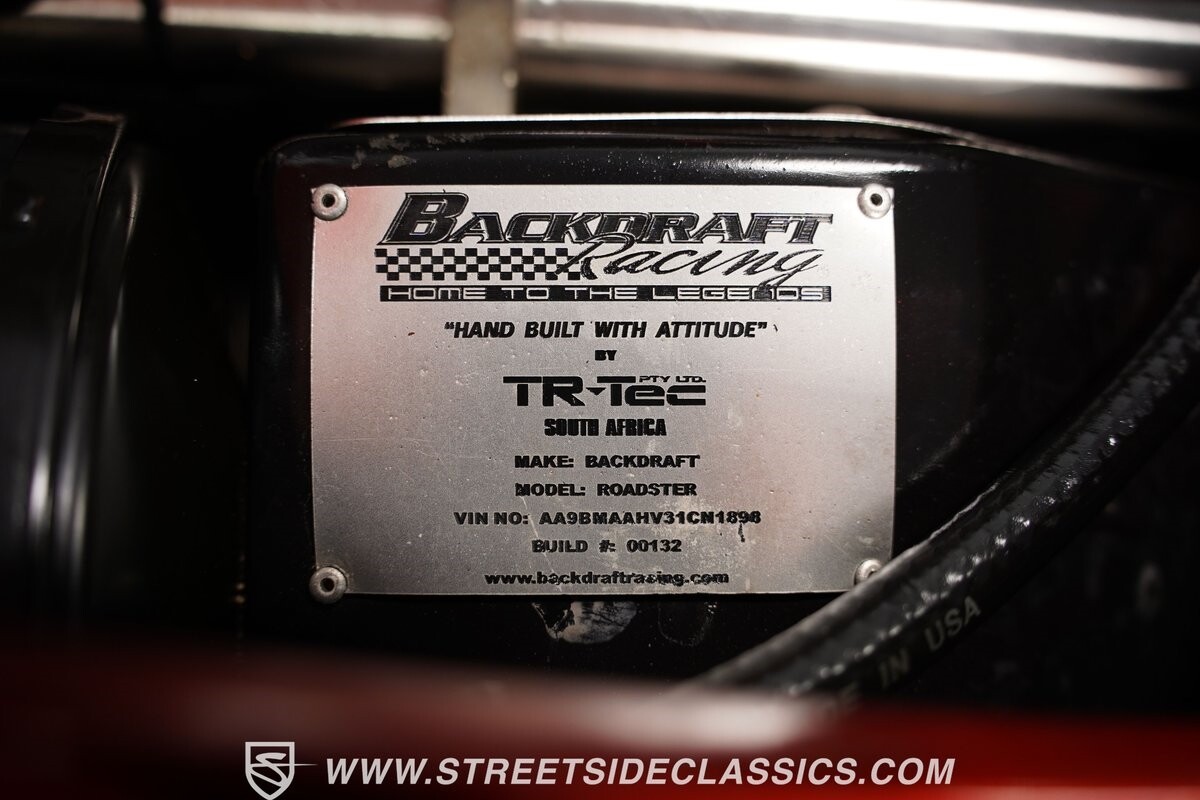 BACKDRAFT
Racing
HOME TO THE LEGENDS
"HAND BUILT WITH ATTITUDE"
BY
TR-Tec PTY LTD.
SOUTH AFRICA
MAKE: BACKDRAFT
MODEL: ROADSTER
VIN NO: AA9BMAAHV31CN1898
BUILD #: 00132
www.backdraftracing.com
IN USA
WWW.STREETSIDECLASSICS.COM